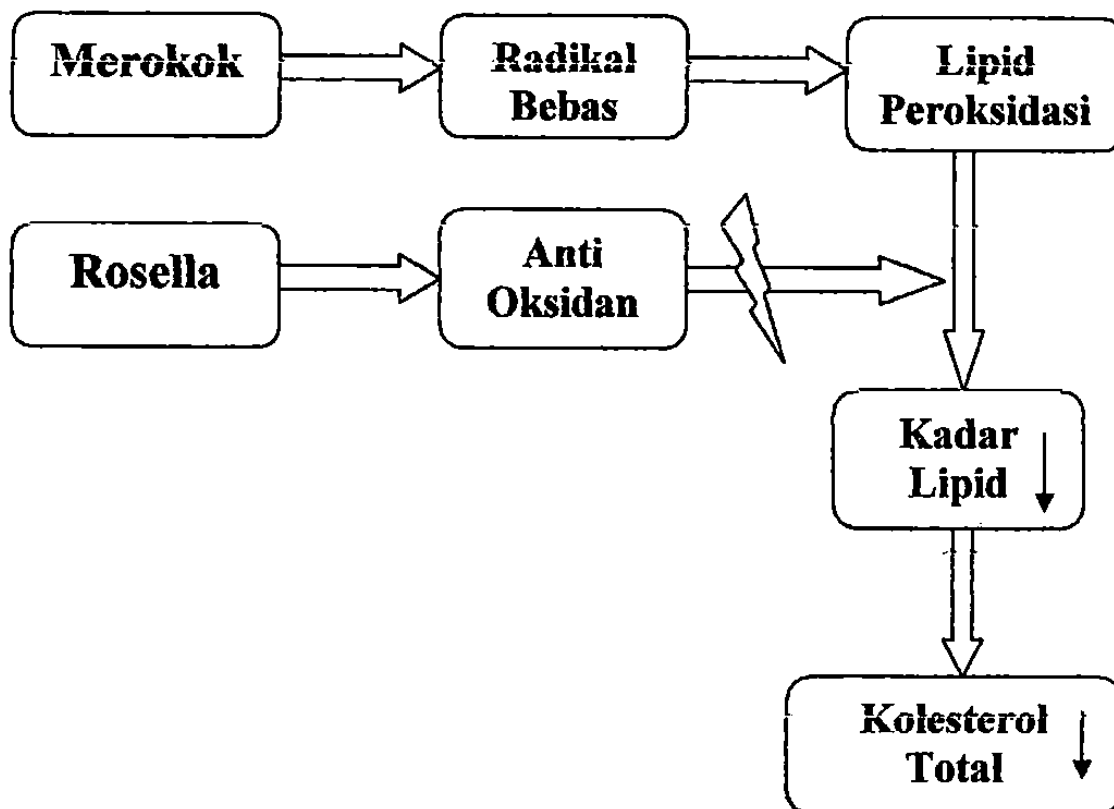 Merokok
Radikal
Bebas
Lipid
Peroksidasi
Rosella
Anti
Oksidan
Kadar
Lipid
Kolesterol
Total